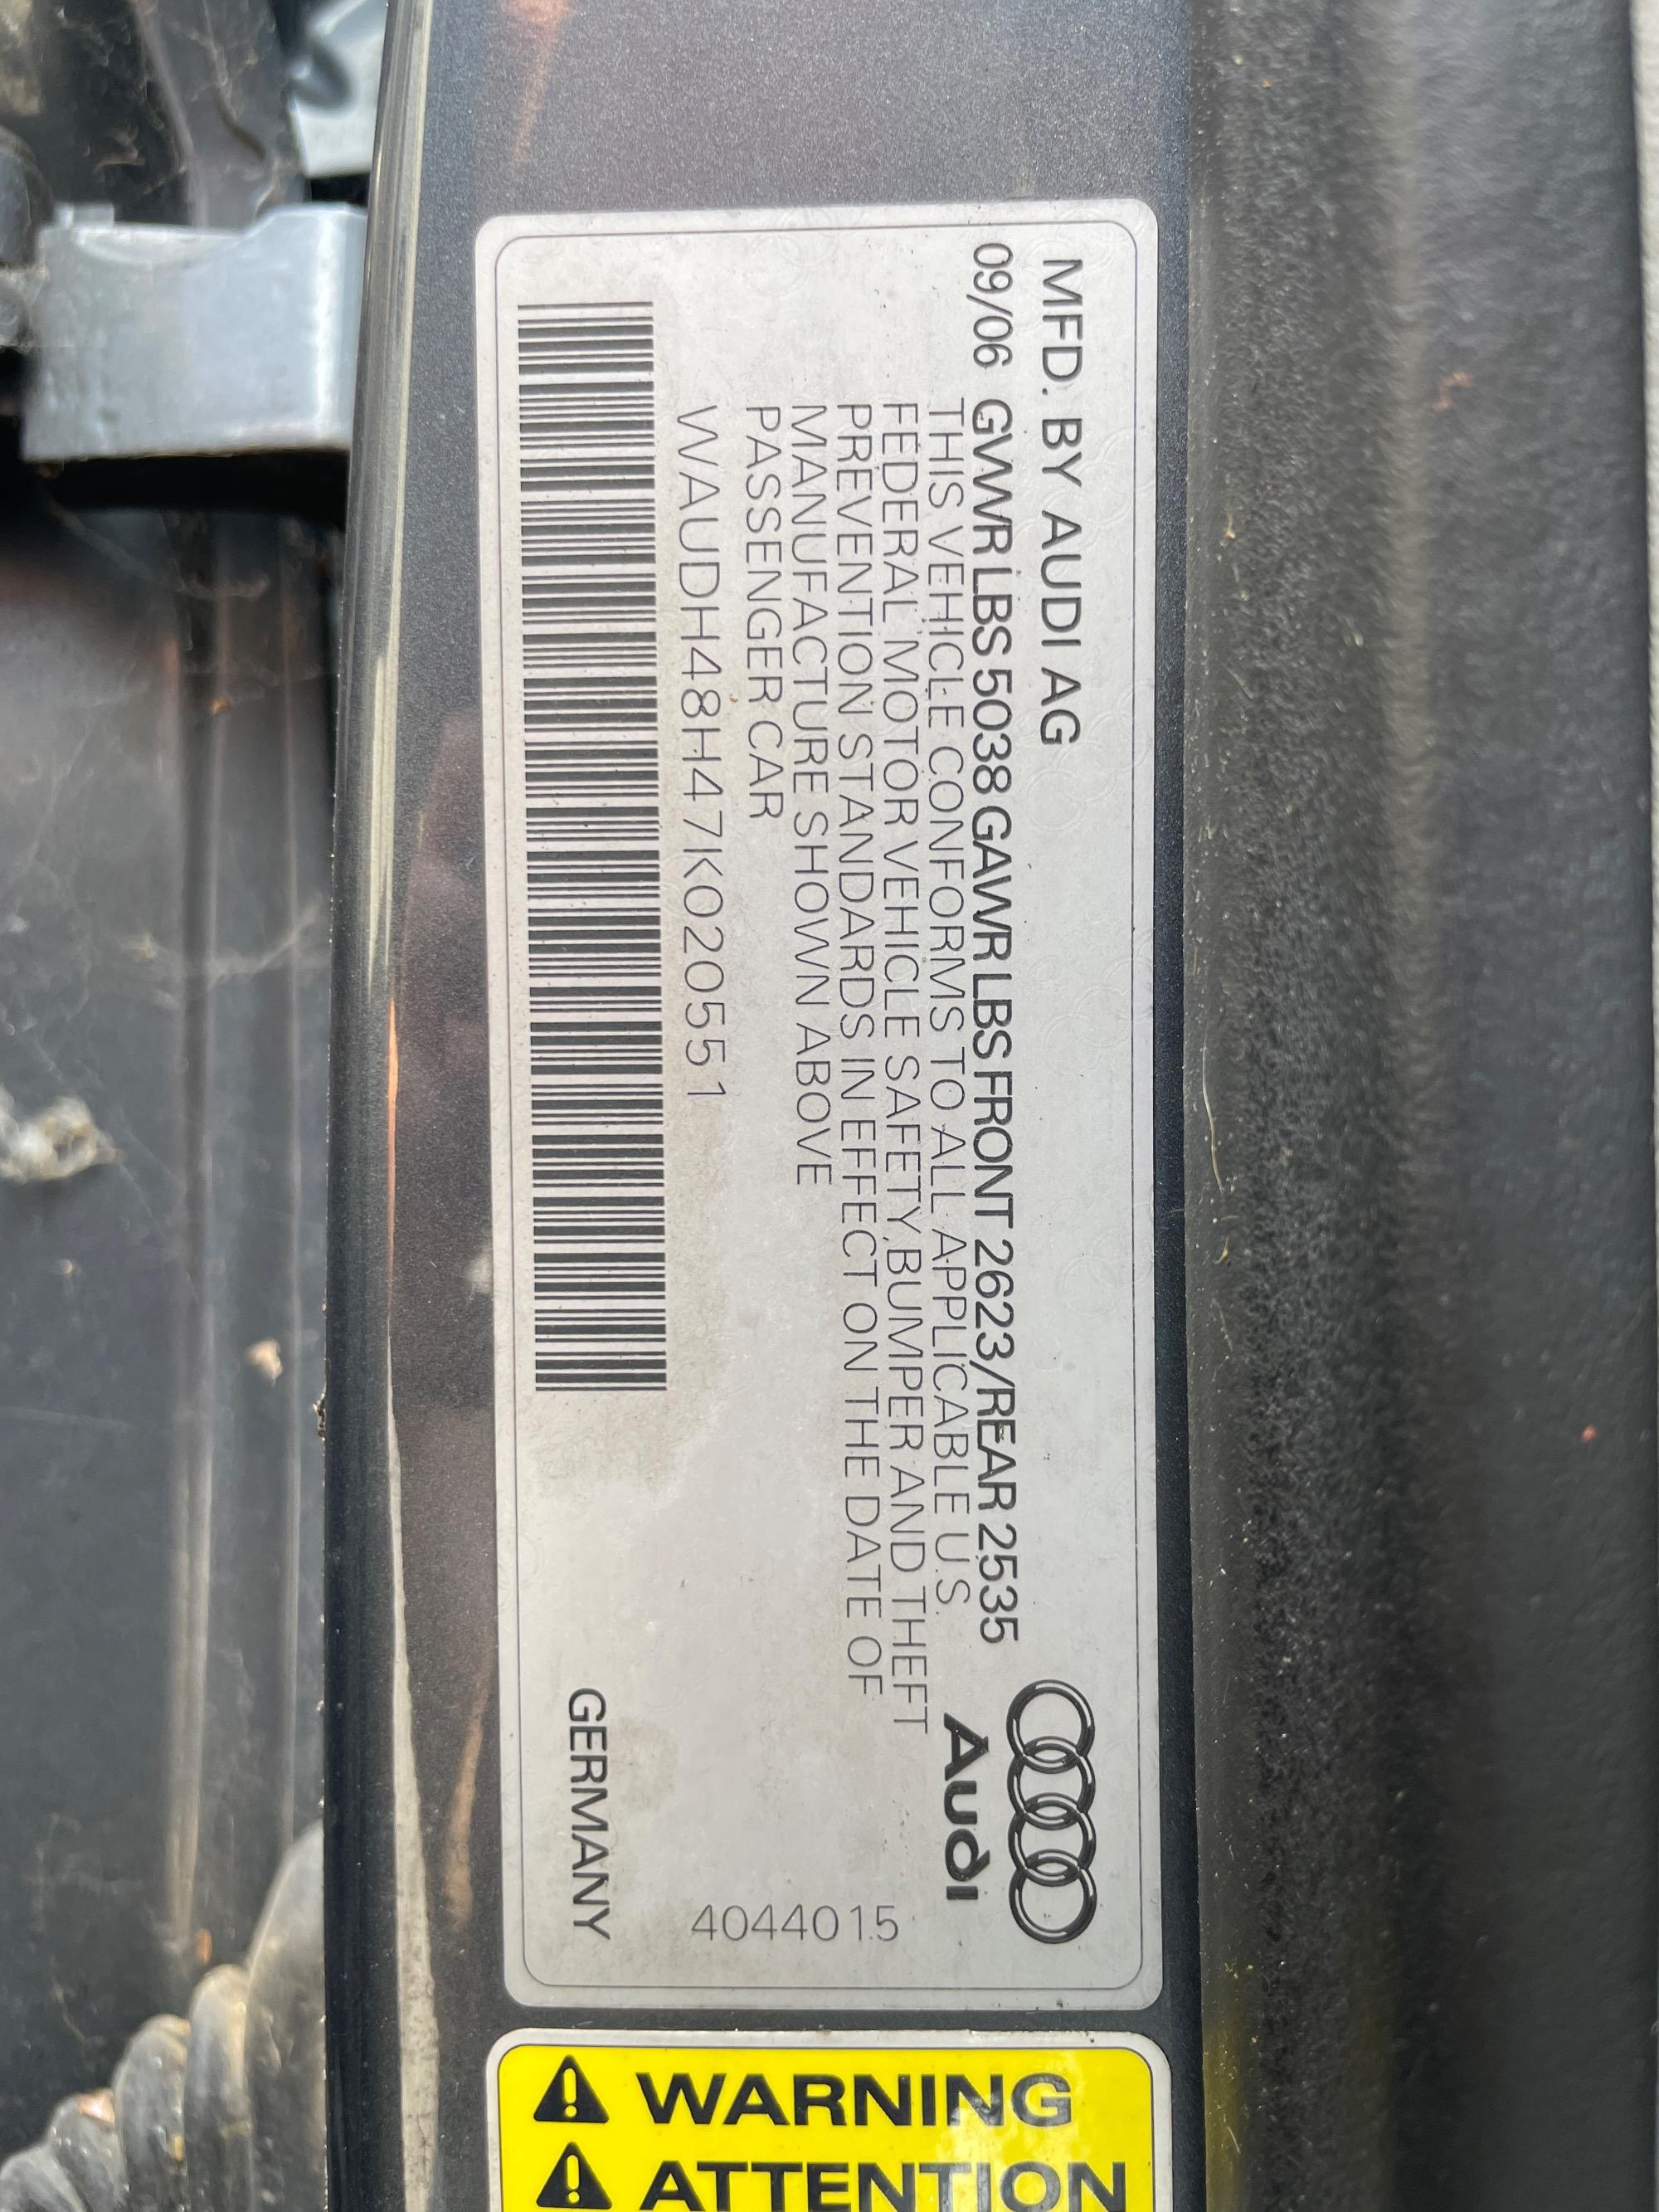 MFD. BY AUDI AG
09/06 GWWR LBS 5038 GAWWR LBS FRONT 2623/REAR 2535
THIS VEHICLE CONFORMS TO ALL APPLICABLE U.S.
FEDERAL MOTOR VEHICLE SAFETY,BUMPER AND THEFT
PREVENTION STANDARDS IN EFFECT ON THE DATE OF
MANUFACTURE SHOWN ABOVE
PASSENGER CAR
WAUDH48H47K020551
Audi
GERMANY
4044015
WARNING
ATTENTION